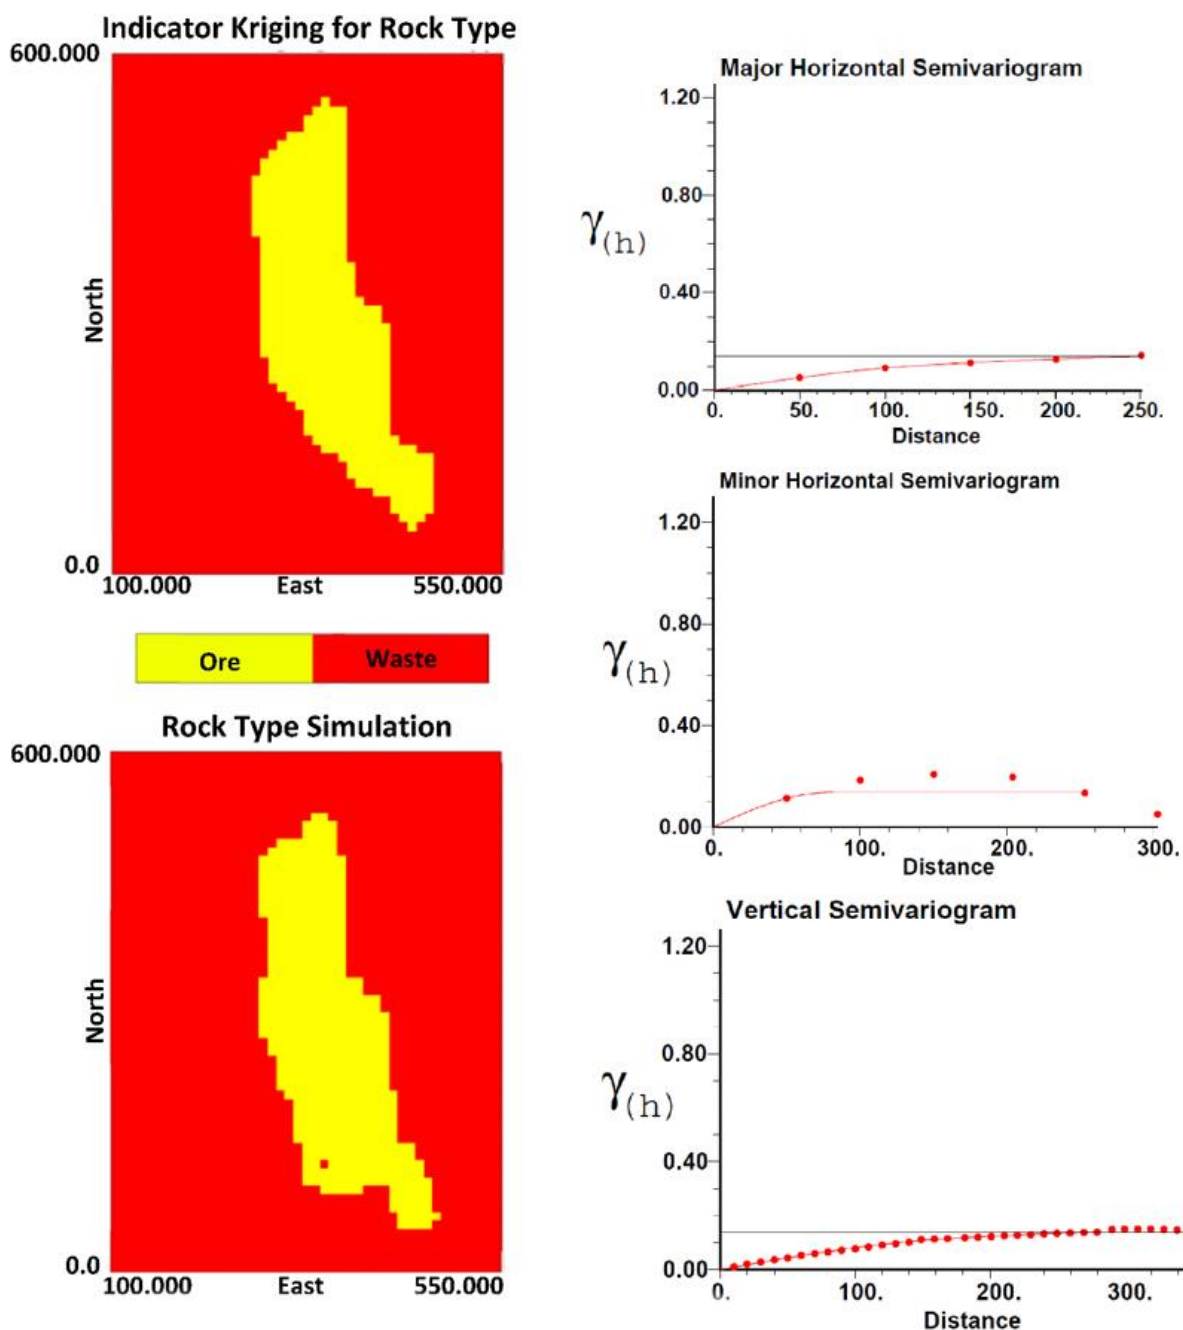 Indicator Kriging for Rock Type
600.000
North
0.0
100.000 East 550.000
Ore Waste
Rock Type Simulation
600.000
North
0.0
100.000 East 550.000
Major Horizontal Semivariogram
1.20
0.80
γ(h)
0.40
0.00
0. 50. 100. 150. 200. 250.
Distance
Minor Horizontal Semivariogram
1.20
0.80
γ(h)
0.40
0.00
0. 100. 200. 300.
Distance
Vertical Semivariogram
1.20
0.80
γ(h)
0.40
0.00
0. 100. 200. 300.
Distance